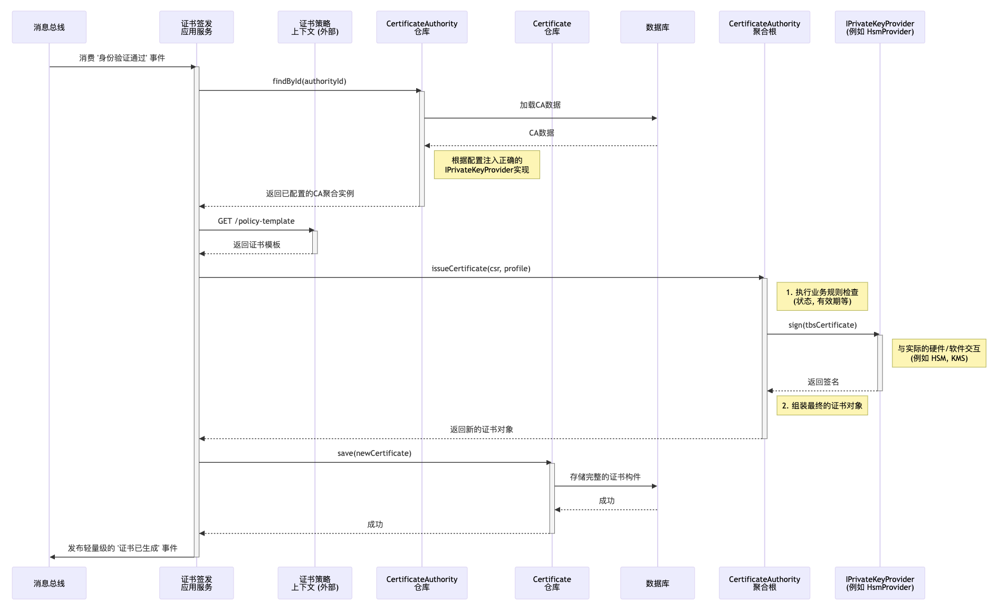 消息总线
证书签发
应用服务
证书策略
上下文 (外部)
CertificateAuthority
仓库
Certificate
仓库
数据库
CertificateAuthority
聚合根
IPrivateKeyProvider
(例如 HsmProvider)
消费 '身份验证通过' 事件
findById(authorityId)
加载CA数据
CA数据
根据配置注入正确的
IPrivateKeyProvider实现
返回已配置的CA聚合实例
GET /policy-template
返回证书模板
issueCertificate(csr, profile)
1. 执行业务规则检查
(状态, 有效期等)
sign(tbsCertificate)
与实际的硬件/软件交互
(例如 HSM, KMS)
返回签名
2. 组装最终的证书对象
返回新的证书对象
save(newCertificate)
存储完整的证书构件
成功
成功
发布轻量级的 '证书已生成' 事件
消息总线
证书签发
应用服务
证书策略
上下文 (外部)
CertificateAuthority
仓库
Certificate
仓库
数据库
CertificateAuthority
聚合根
IPrivateKeyProvider
(例如 HsmProvider)